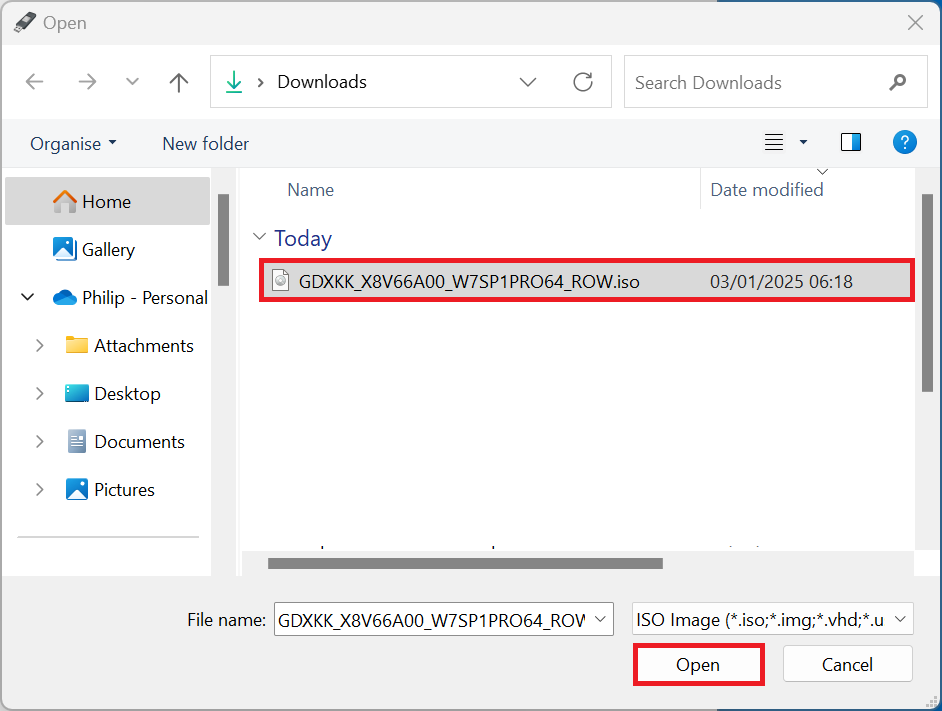 Open
Downloads
Search Downloads
Organise
New folder
?
Name
Date modified
Home
Gallery
Philip - Personal
Attachments
Desktop
Documents
Pictures
Today
GDXKK_X8V66A00_W7SP1PRO64_ROW.iso 03/01/2025 06:18
File name: GDXKK_X8V66A00_W7SP1PRO64_ROW ISO Image (*.iso;*.img;*.vhd;*.u
Open Cancel